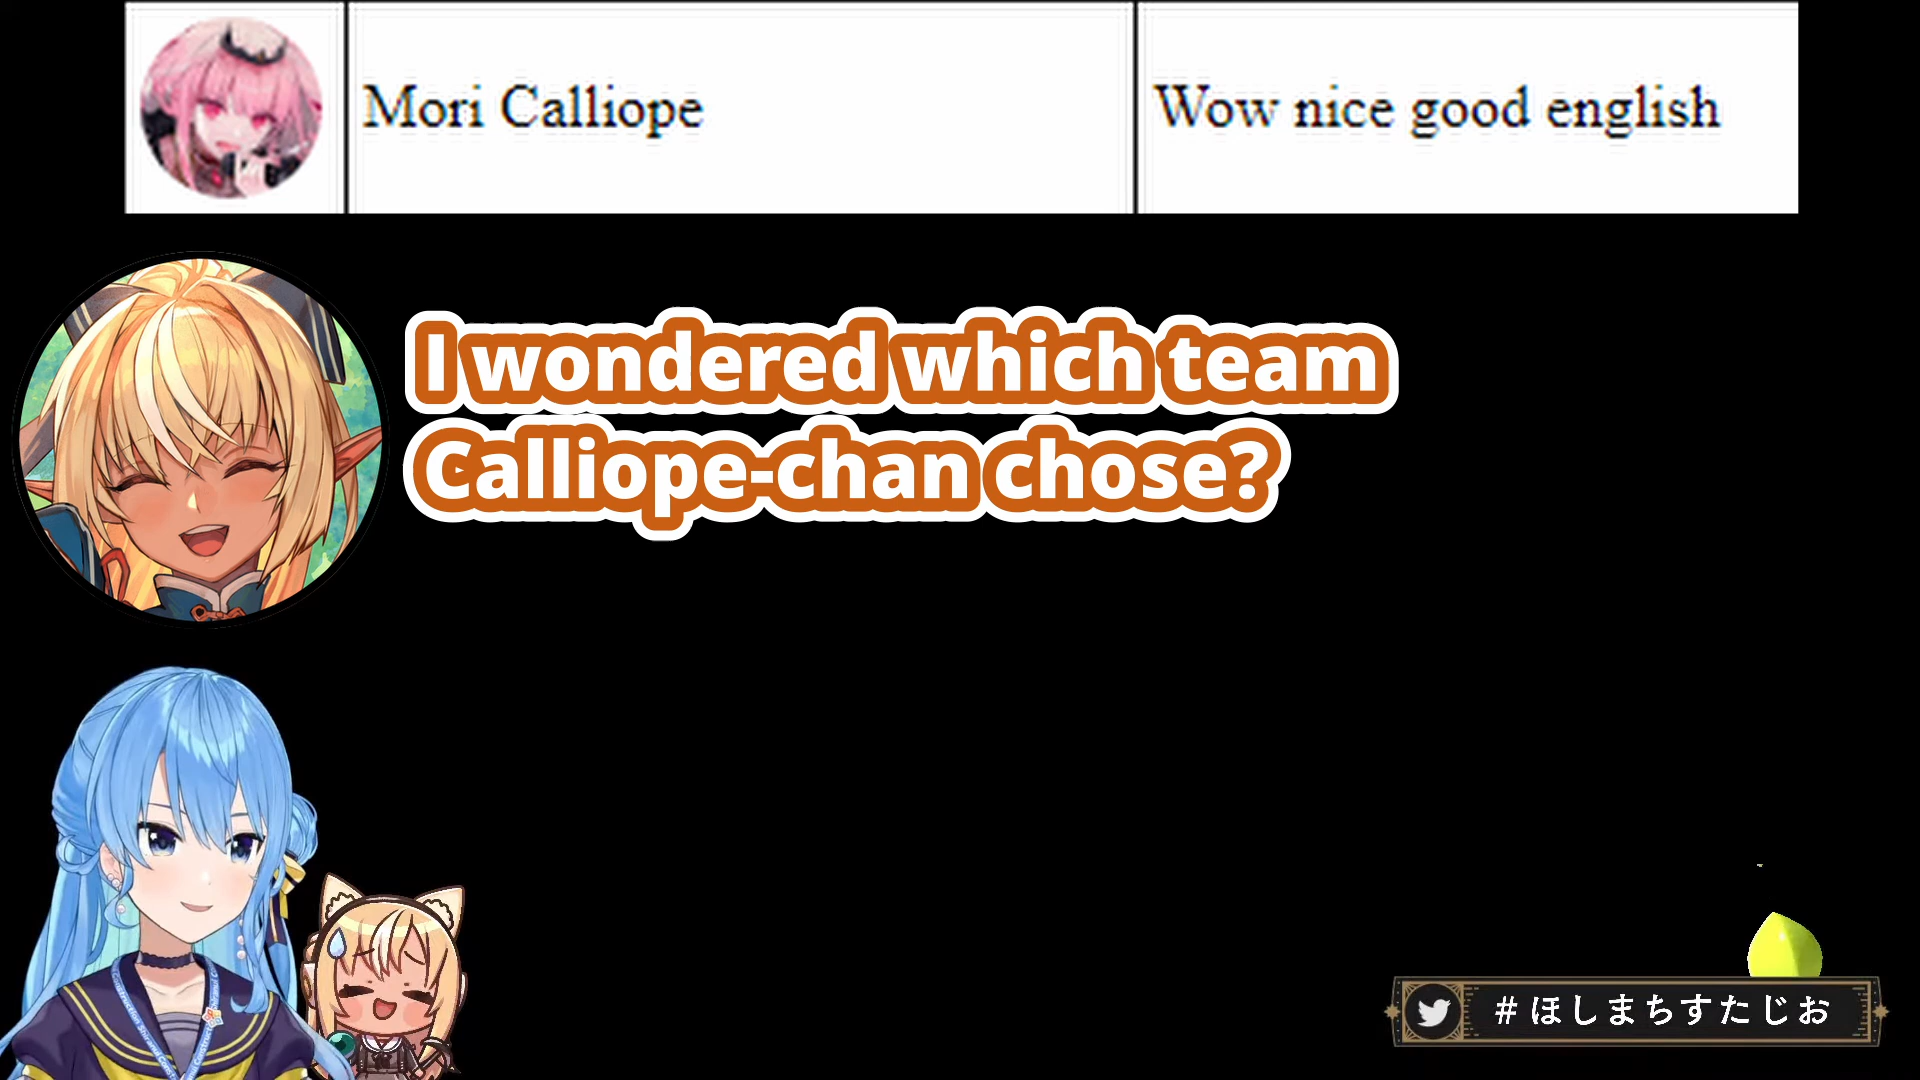 Mori Calliope
Wow nice good english
I wondered which team
Calliope-chan chose?
#ほしまちすたじお